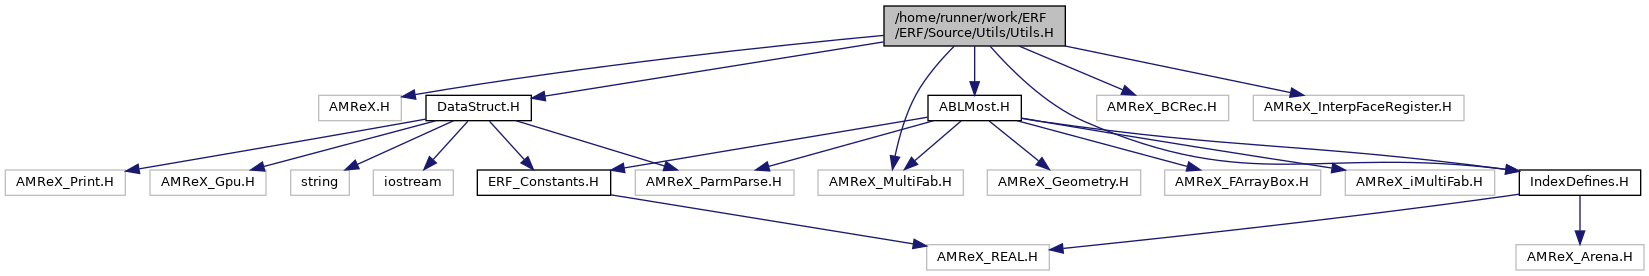 /home/runner/work/ERF
/ERF/Source/Utils/Utils.H
AMReX.H
DataStruct.H
ABLMost.H
AMReX_BCRec.H
AMReX_InterpFaceRegister.H
AMReX_Print.H
AMReX_Gpu.H
string
iostream
ERF_Constants.H
AMReX_ParmParse.H
AMReX_MultiFab.H
AMReX_Geometry.H
AMReX_FArrayBox.H
AMReX_iMultiFab.H
IndexDefines.H
AMReX_REAL.H
AMReX_Arena.H